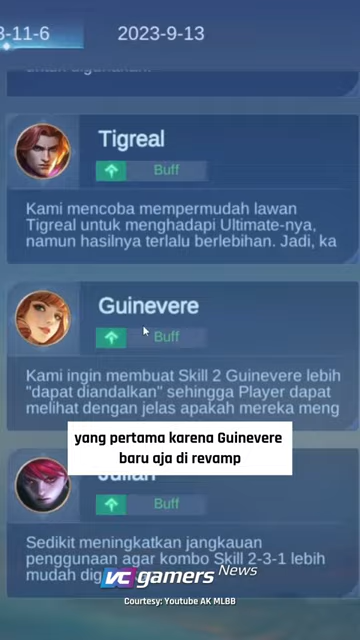 3-11-6 2023-9-13
Tigreal
Buff
Kami mencoba mempermudah lawan
Tigreal untuk menghadapi Ultimate-nya,
namun hasilnya terlalu berlebihan. Jadi, ka
Guinevere
Buff
Kami ingin membuat Skill 2 Guinevere lebih
"dapat diandalkan" sehingga Player dapat
melihat dengan jelas apakah mereka meng
yang pertama karena Guinevere
baru aja di revamp
Julian
Buff
Sedikit meningkatkan jangkauan
penggunaan agar kombo Skill 2-3-1 lebih
mudah dig
VCgamers News
Courtesy: Youtube AK MLBB